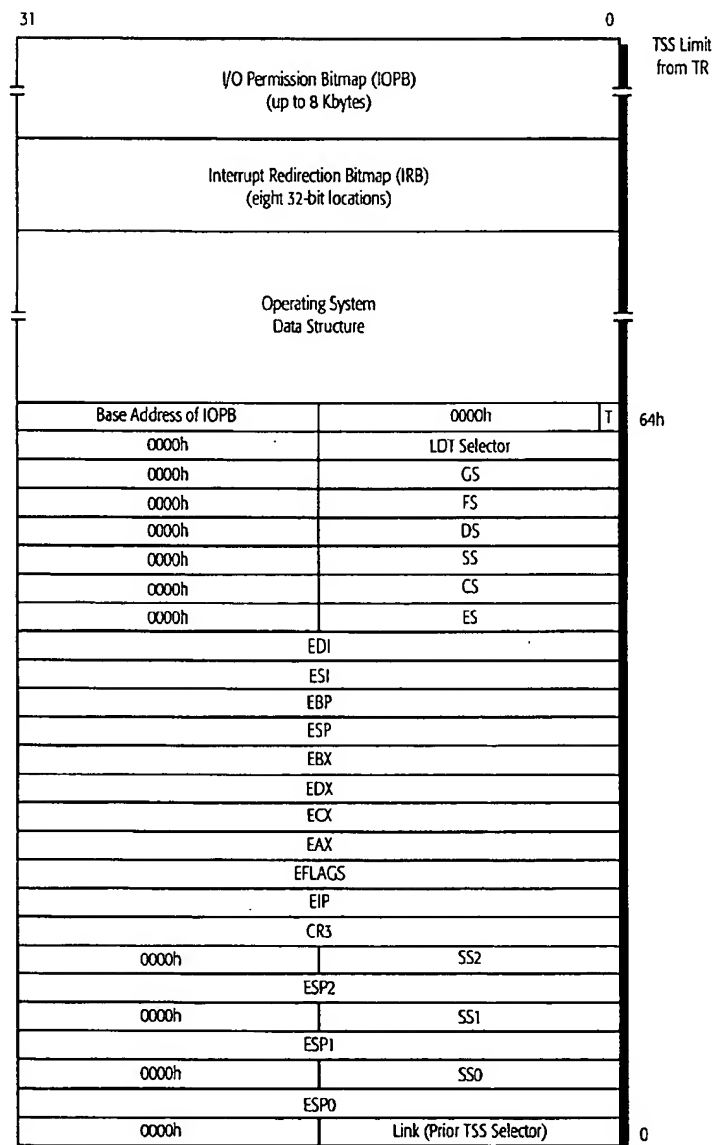 31 0
TSS Limit
from TR
I/O Permission Bitmap (IOPB)
(up to 8 Kbytes)
Interrupt Redirection Bitmap (IRB)
(eight 32-bit locations)
Operating System
Data Structure
Base Address of IOPB 0000h T 64h
0000h LDT Selector
0000h GS
0000h FS
0000h DS
0000h SS
0000h CS
0000h ES
EDI
ESI
EBP
ESP
EBX
EDX
ECX
EAX
EFLAGS
EIP
CR3
0000h SS2
ESP2
0000h SS1
ESP1
0000h SS0
ESP0
0000h Link (Prior TSS Selector) 0